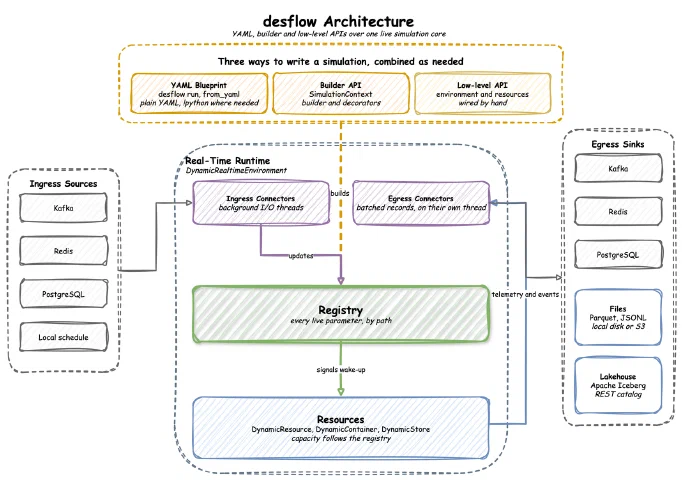 desflow Architecture
YAML, builder and low-level APIs over one live simulation core
Three ways to write a simulation, combined as needed
YAML Blueprint
desflow run, from_yaml
plain YAML, !python where needed
Builder API
SimulationContext
builder and decorators
Low-level API
environment and resources
wired by hand
Ingress Sources
Kafka
Redis
PostgreSQL
Local schedule
Real-Time Runtime
DynamicRealtimeEnvironment
Ingress Connectors
background I/O threads
builds
Egress Connectors
batched records, on their own thread
updates
Registry
every live parameter, by path
signals wake-up
Resources
DynamicResource, DynamicContainer, DynamicStore
capacity follows the registry
telemetry and events
Egress Sinks
Kafka
Redis
PostgreSQL
Files
Parquet, JSONL
local disk or S3
Lakehouse
Apache Iceberg
REST catalog